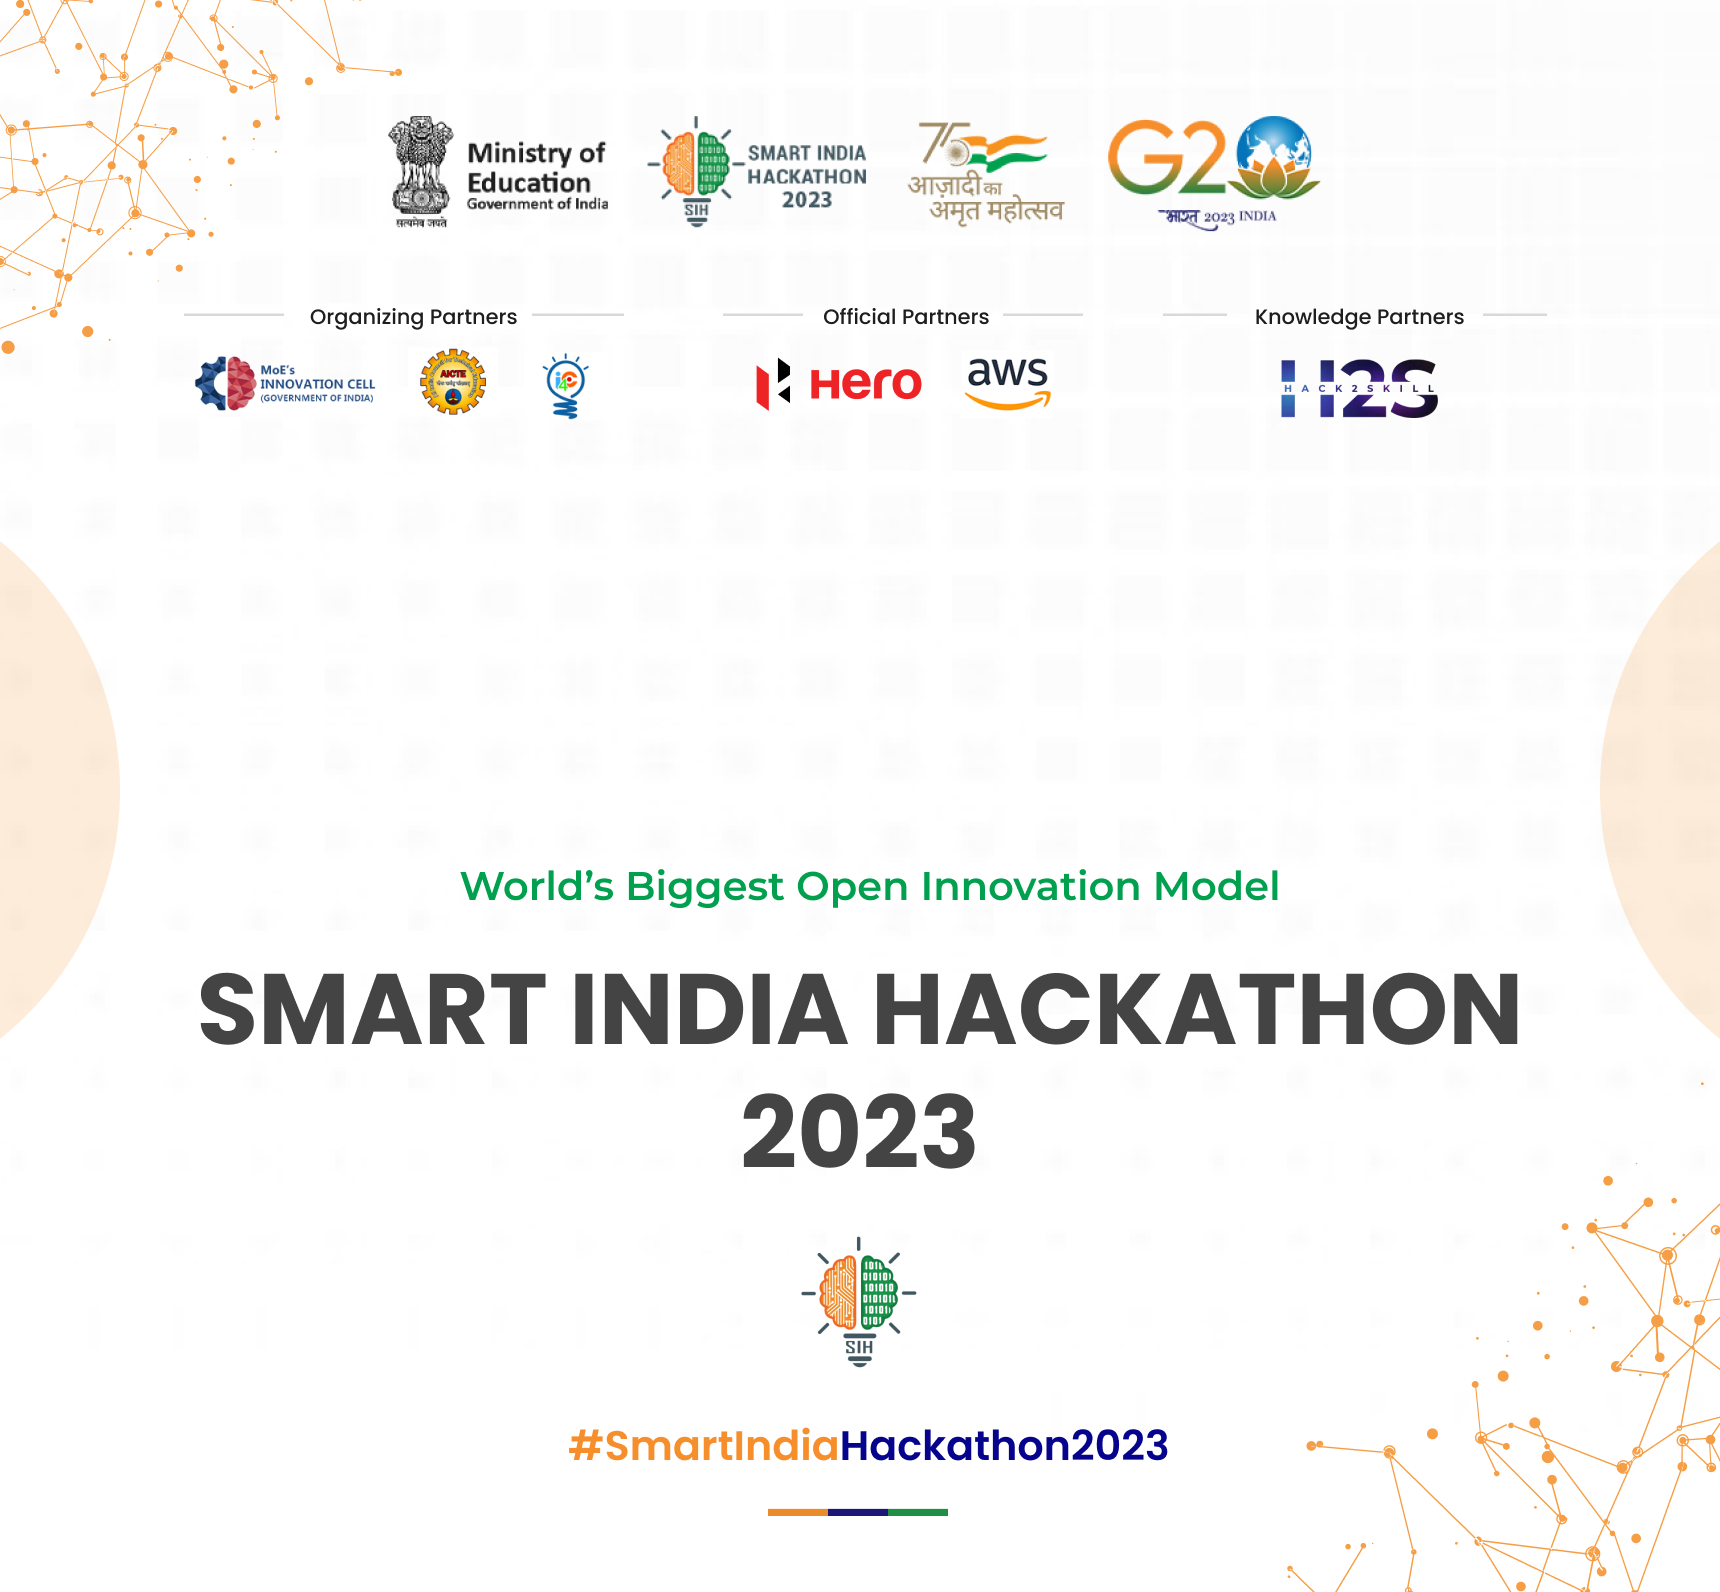 सत्यमेव जयते
Ministry of
Education
Government of India
SIH
SMART INDIA
HACKATHON
2023
75
आज़ादी का
अमृत महोत्सव
G20
भारत 2023 INDIA
Organizing Partners
Official Partners
Knowledge Partners
MoE's
INNOVATION CELL
(GOVERNMENT OF INDIA)
AICTE
i4C
Hero
aws
H2S
HACK2SKILL
World's Biggest Open Innovation Model
SMART INDIA HACKATHON
2023
SIH
#SmartIndiaHackathon2023